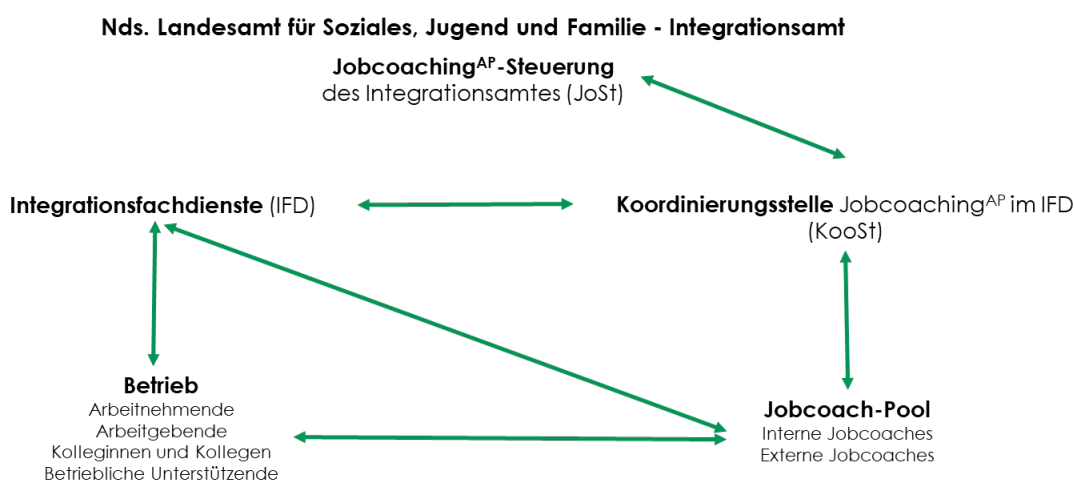 Nds. Landesamt für Soziales, Jugend und Familie - Integrationsamt
Jobcoachingᴬᴾ-Steuerung
des Integrationsamtes (JoSt)
Integrationsfachdienste (IFD)
Koordinierungsstelle Jobcoachingᴬᴾ im IFD
(KooSt)
Betrieb
Arbeitnehmende
Arbeitgebende
Kolleginnen und Kollegen
Betriebliche Unterstützende
Jobcoach-Pool
Interne Jobcoaches
Externe Jobcoaches